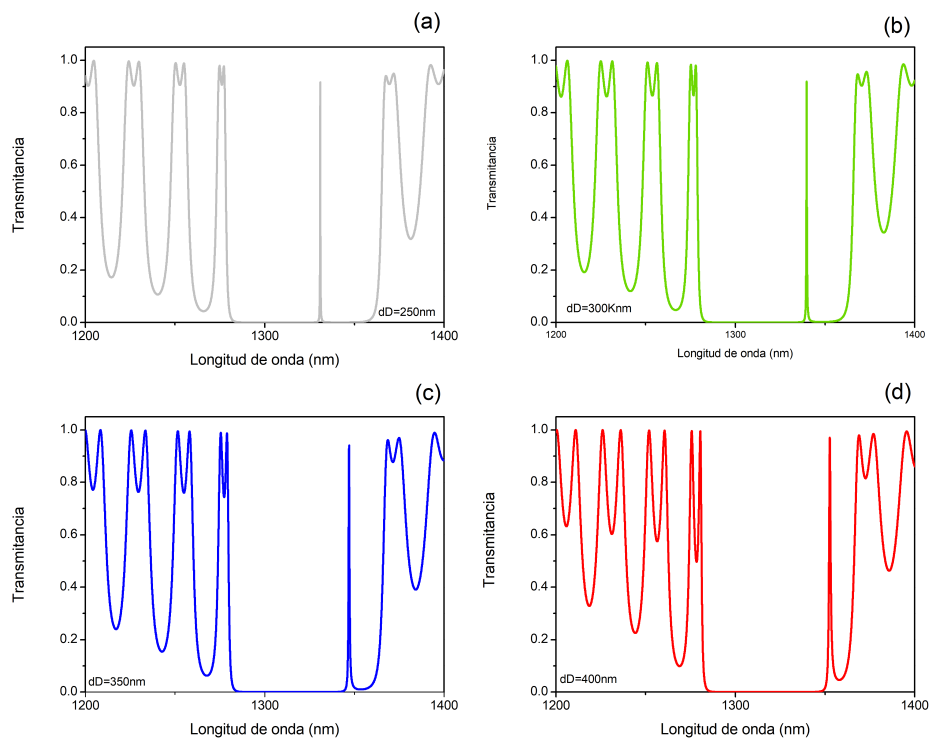 (a)
Transmitancia
1.0
0.8
0.6
0.4
0.2
0.0
dD=250nm
1200
1300
1400
Longitud de onda (nm)
(b)
Transmitancia
1.0
0.8
0.6
0.4
0.2
0.0
dD=300Knm
1200
1300
1400
Longitud de onda (nm)
(c)
Transmitancia
1.0
0.8
0.6
0.4
0.2
0.0
dD=350nm
1200
1300
1400
Longitud de onda (nm)
(d)
Transmitancia
1.0
0.8
0.6
0.4
0.2
0.0
dD=400nm
1200
1300
1400
Longitud de onda (nm)